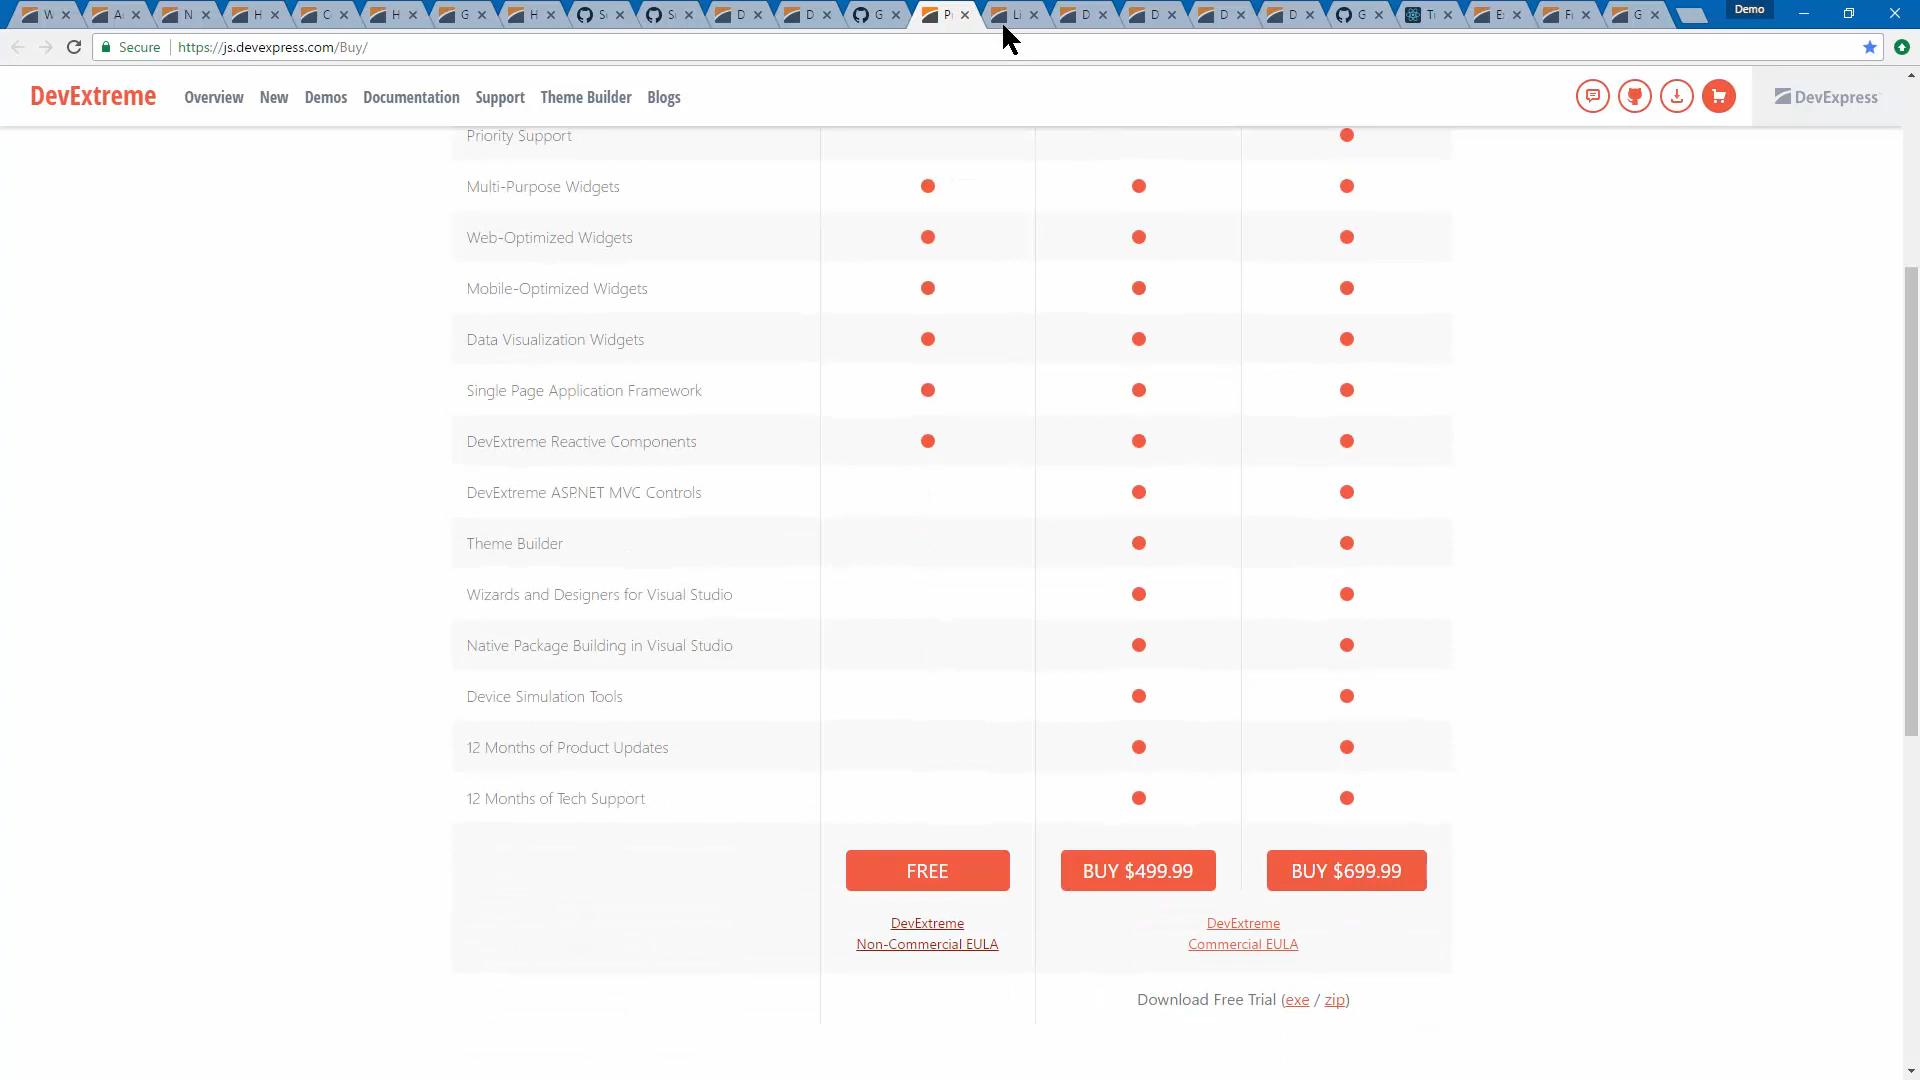 Demo
Secure https://js.devexpress.com/Buy/
DevExtreme Overview New Demos Documentation Support Theme Builder Blogs DevExpress
Priority Support
Multi-Purpose Widgets
Web-Optimized Widgets
Mobile-Optimized Widgets
Data Visualization Widgets
Single Page Application Framework
DevExtreme Reactive Components
DevExtreme ASP.NET MVC Controls
Theme Builder
Wizards and Designers for Visual Studio
Native Package Building in Visual Studio
Device Simulation Tools
12 Months of Product Updates
12 Months of Tech Support
FREE BUY $499.99 BUY $699.99
DevExtreme DevExtreme
Non-Commercial EULA Commercial EULA
Download Free Trial (exe / zip)